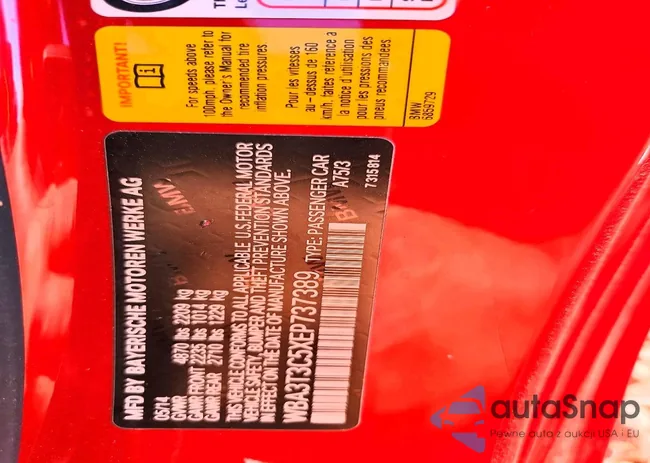 IMPORTANT!
For speeds above
100mph, please refer to
the Owner's Manual for
recommended tire
inflation pressures
Pour les vitesses
au-dessus de 160
km/h, faites reference a
la notice d'utilisation
pour les pressions des
pneus recommandees.
BMW
6859729
MFD BY BAYERISCHE MOTOREN WERKE AG
05/14
GVWR 4871 lbs 2209 kg
GAWR FRONT 2235 lbs 1014 kg
GAWR REAR 2710 lbs 1229 kg
THIS VEHICLE CONFORMS TO ALL APPLICABLE U.S.FEDERAL MOTOR
VEHICLE SAFETY, BUMPER AND THEFT PREVENTION STANDARDS
IN EFFECT ON THE DATE OF MANUFACTURE SHOWN ABOVE.
WBA3T3C5XEP737389 TYPE: PASSENGER CAR
A75/3
7315814
autaSnap
Pewne auta z aukcji USA i EU